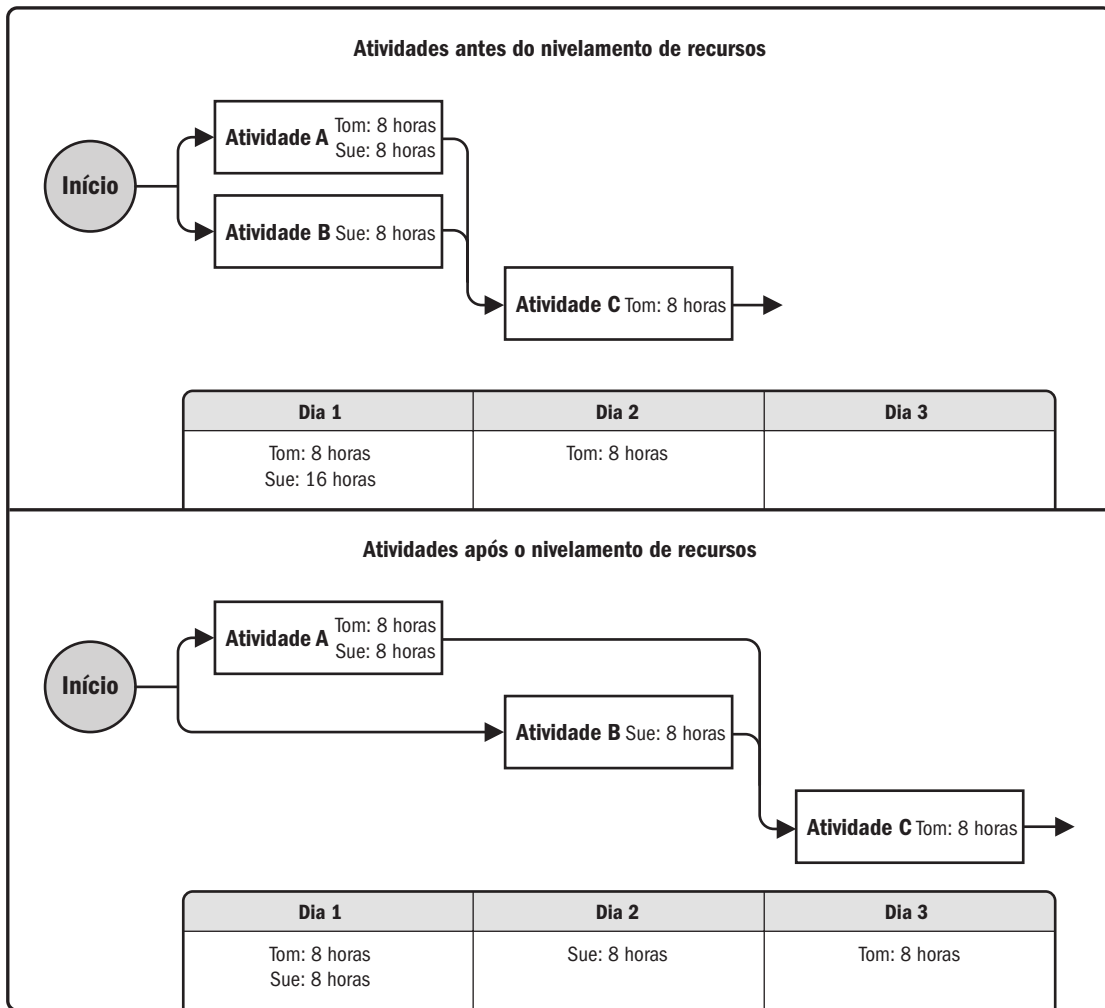 Atividades antes do nivelamento de recursos
Início
Atividade A
Tom: 8 horas
Sue: 8 horas
Atividade B Sue: 8 horas
Atividade C Tom: 8 horas
Dia 1
Dia 2
Dia 3
Tom: 8 horas
Sue: 16 horas
Tom: 8 horas
Atividades após o nivelamento de recursos
Início
Atividade A
Tom: 8 horas
Sue: 8 horas
Atividade B Sue: 8 horas
Atividade C Tom: 8 horas
Dia 1
Dia 2
Dia 3
Tom: 8 horas
Sue: 8 horas
Sue: 8 horas
Tom: 8 horas